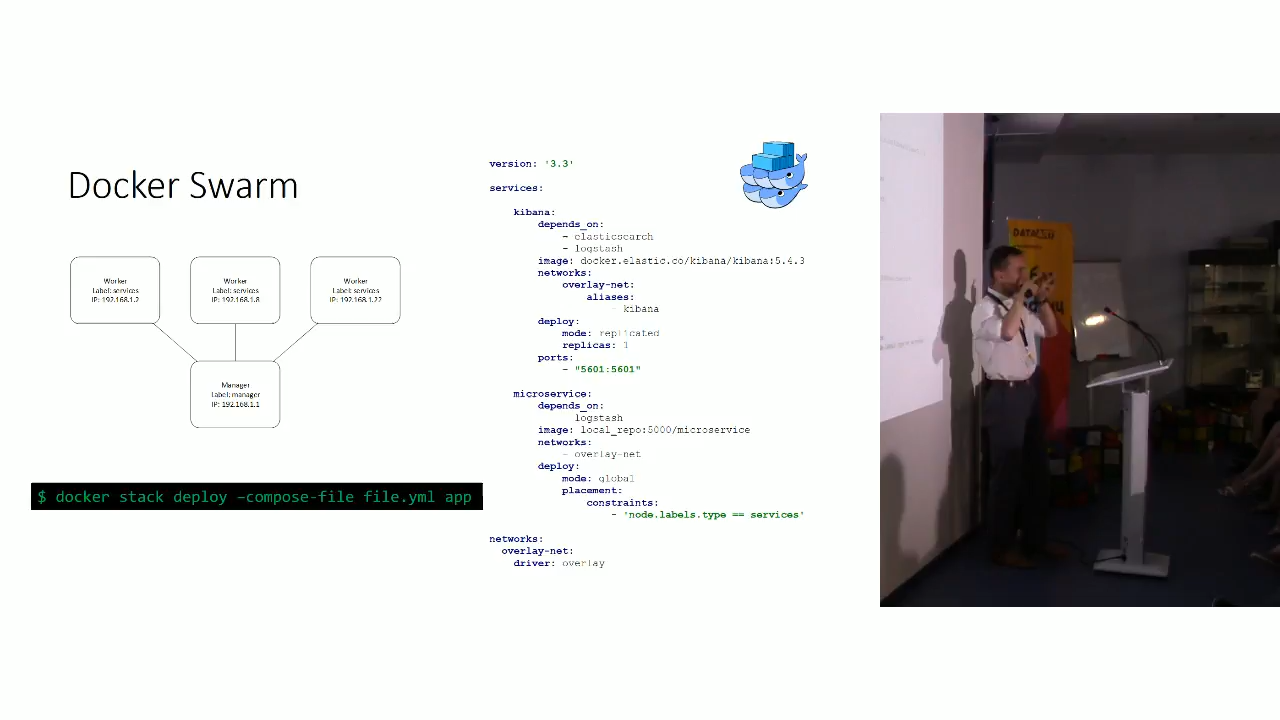 Docker Swarm
Worker
Label: services
IP: 192.168.1.2
Worker
Label: services
IP: 192.168.1.8
Worker
Label: services
IP: 192.168.1.22
Manager
Label: manager
IP: 192.168.1.1
$ docker stack deploy –compose-file file.yml app
version: '3.3'
services:
kibana:
depends_on:
- elasticsearch
- logstash
image: docker.elastic.co/kibana/kibana:5.4.3
networks:
overlay-net:
aliases:
- kibana
deploy:
mode: replicated
replicas: 1
ports:
- "5601:5601"
microservice:
depends_on:
logstash
image: local_repo:5000/microservice
networks:
- overlay-net
deploy:
mode: global
placement:
constraints:
- 'node.labels.type == services'
networks:
overlay-net:
driver: overlay